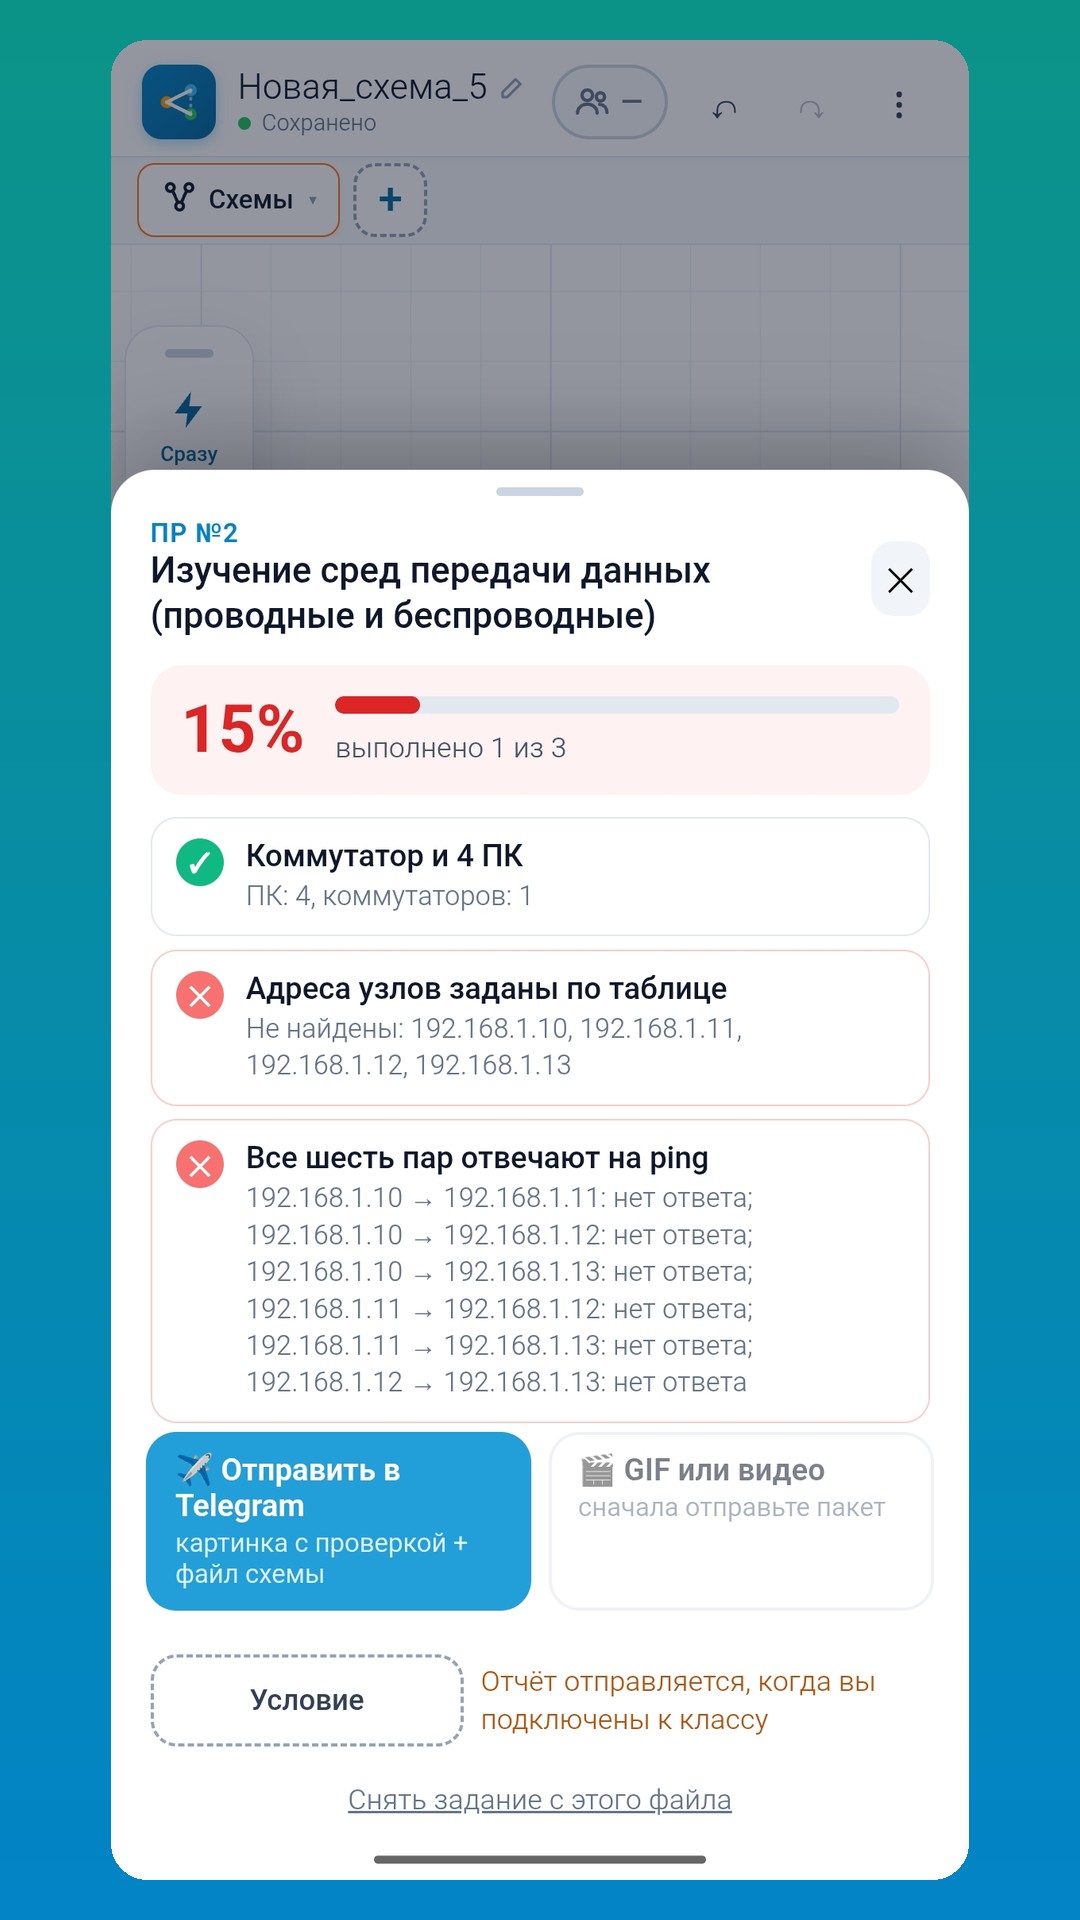 Новая_схема_5
Сохранено
Схемы
Сразу
ПР №2
Изучение сред передачи данных
(проводные и беспроводные)
15%
выполнено 1 из 3
Коммутатор и 4 ПК
ПК: 4, коммутаторов: 1
Адреса узлов заданы по таблице
Не найдены: 192.168.1.10, 192.168.1.11,
192.168.1.12, 192.168.1.13
Все шесть пар отвечают на ping
192.168.1.10 → 192.168.1.11: нет ответа;
192.168.1.10 → 192.168.1.12: нет ответа;
192.168.1.10 → 192.168.1.13: нет ответа;
192.168.1.11 → 192.168.1.12: нет ответа;
192.168.1.11 → 192.168.1.13: нет ответа;
192.168.1.12 → 192.168.1.13: нет ответа
✈️ Отправить в
Telegram
картинка с проверкой +
файл схемы
🎬 GIF или видео
сначала отправьте пакет
Условие
Отчёт отправляется, когда вы
подключены к классу
Снять задание с этого файла